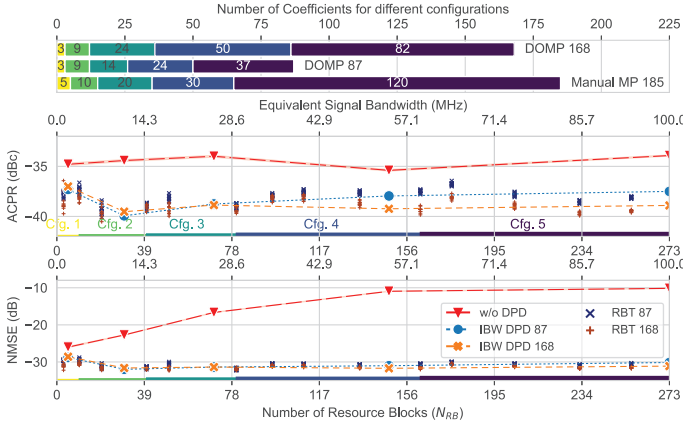 Number of Coefficients for different configurations
0 25 50 75 100 125 150 175 200 225
3 9 24 50 82 DOMP 168
3 9 14 24 37 DOMP 87
5 10 20 30 120 Manual MP 185
Equivalent Signal Bandwidth (MHz)
0.0 14.3 28.6 42.9 57.1 71.4 85.7 100.0
ACPR (dBc)
−35
−40
Cfg. 1 Cfg. 2 Cfg. 3 Cfg. 4 Cfg. 5
0 39 78 117 156 195 234 273
0.0 14.3 28.6 42.9 57.1 71.4 85.7 100.0
NMSE (dB)
−10
−20
−30
w/o DPD
IBW DPD 87
IBW DPD 168
RBT 87
RBT 168
0 39 78 117 156 195 234 273
Number of Resource Blocks (N_RB)